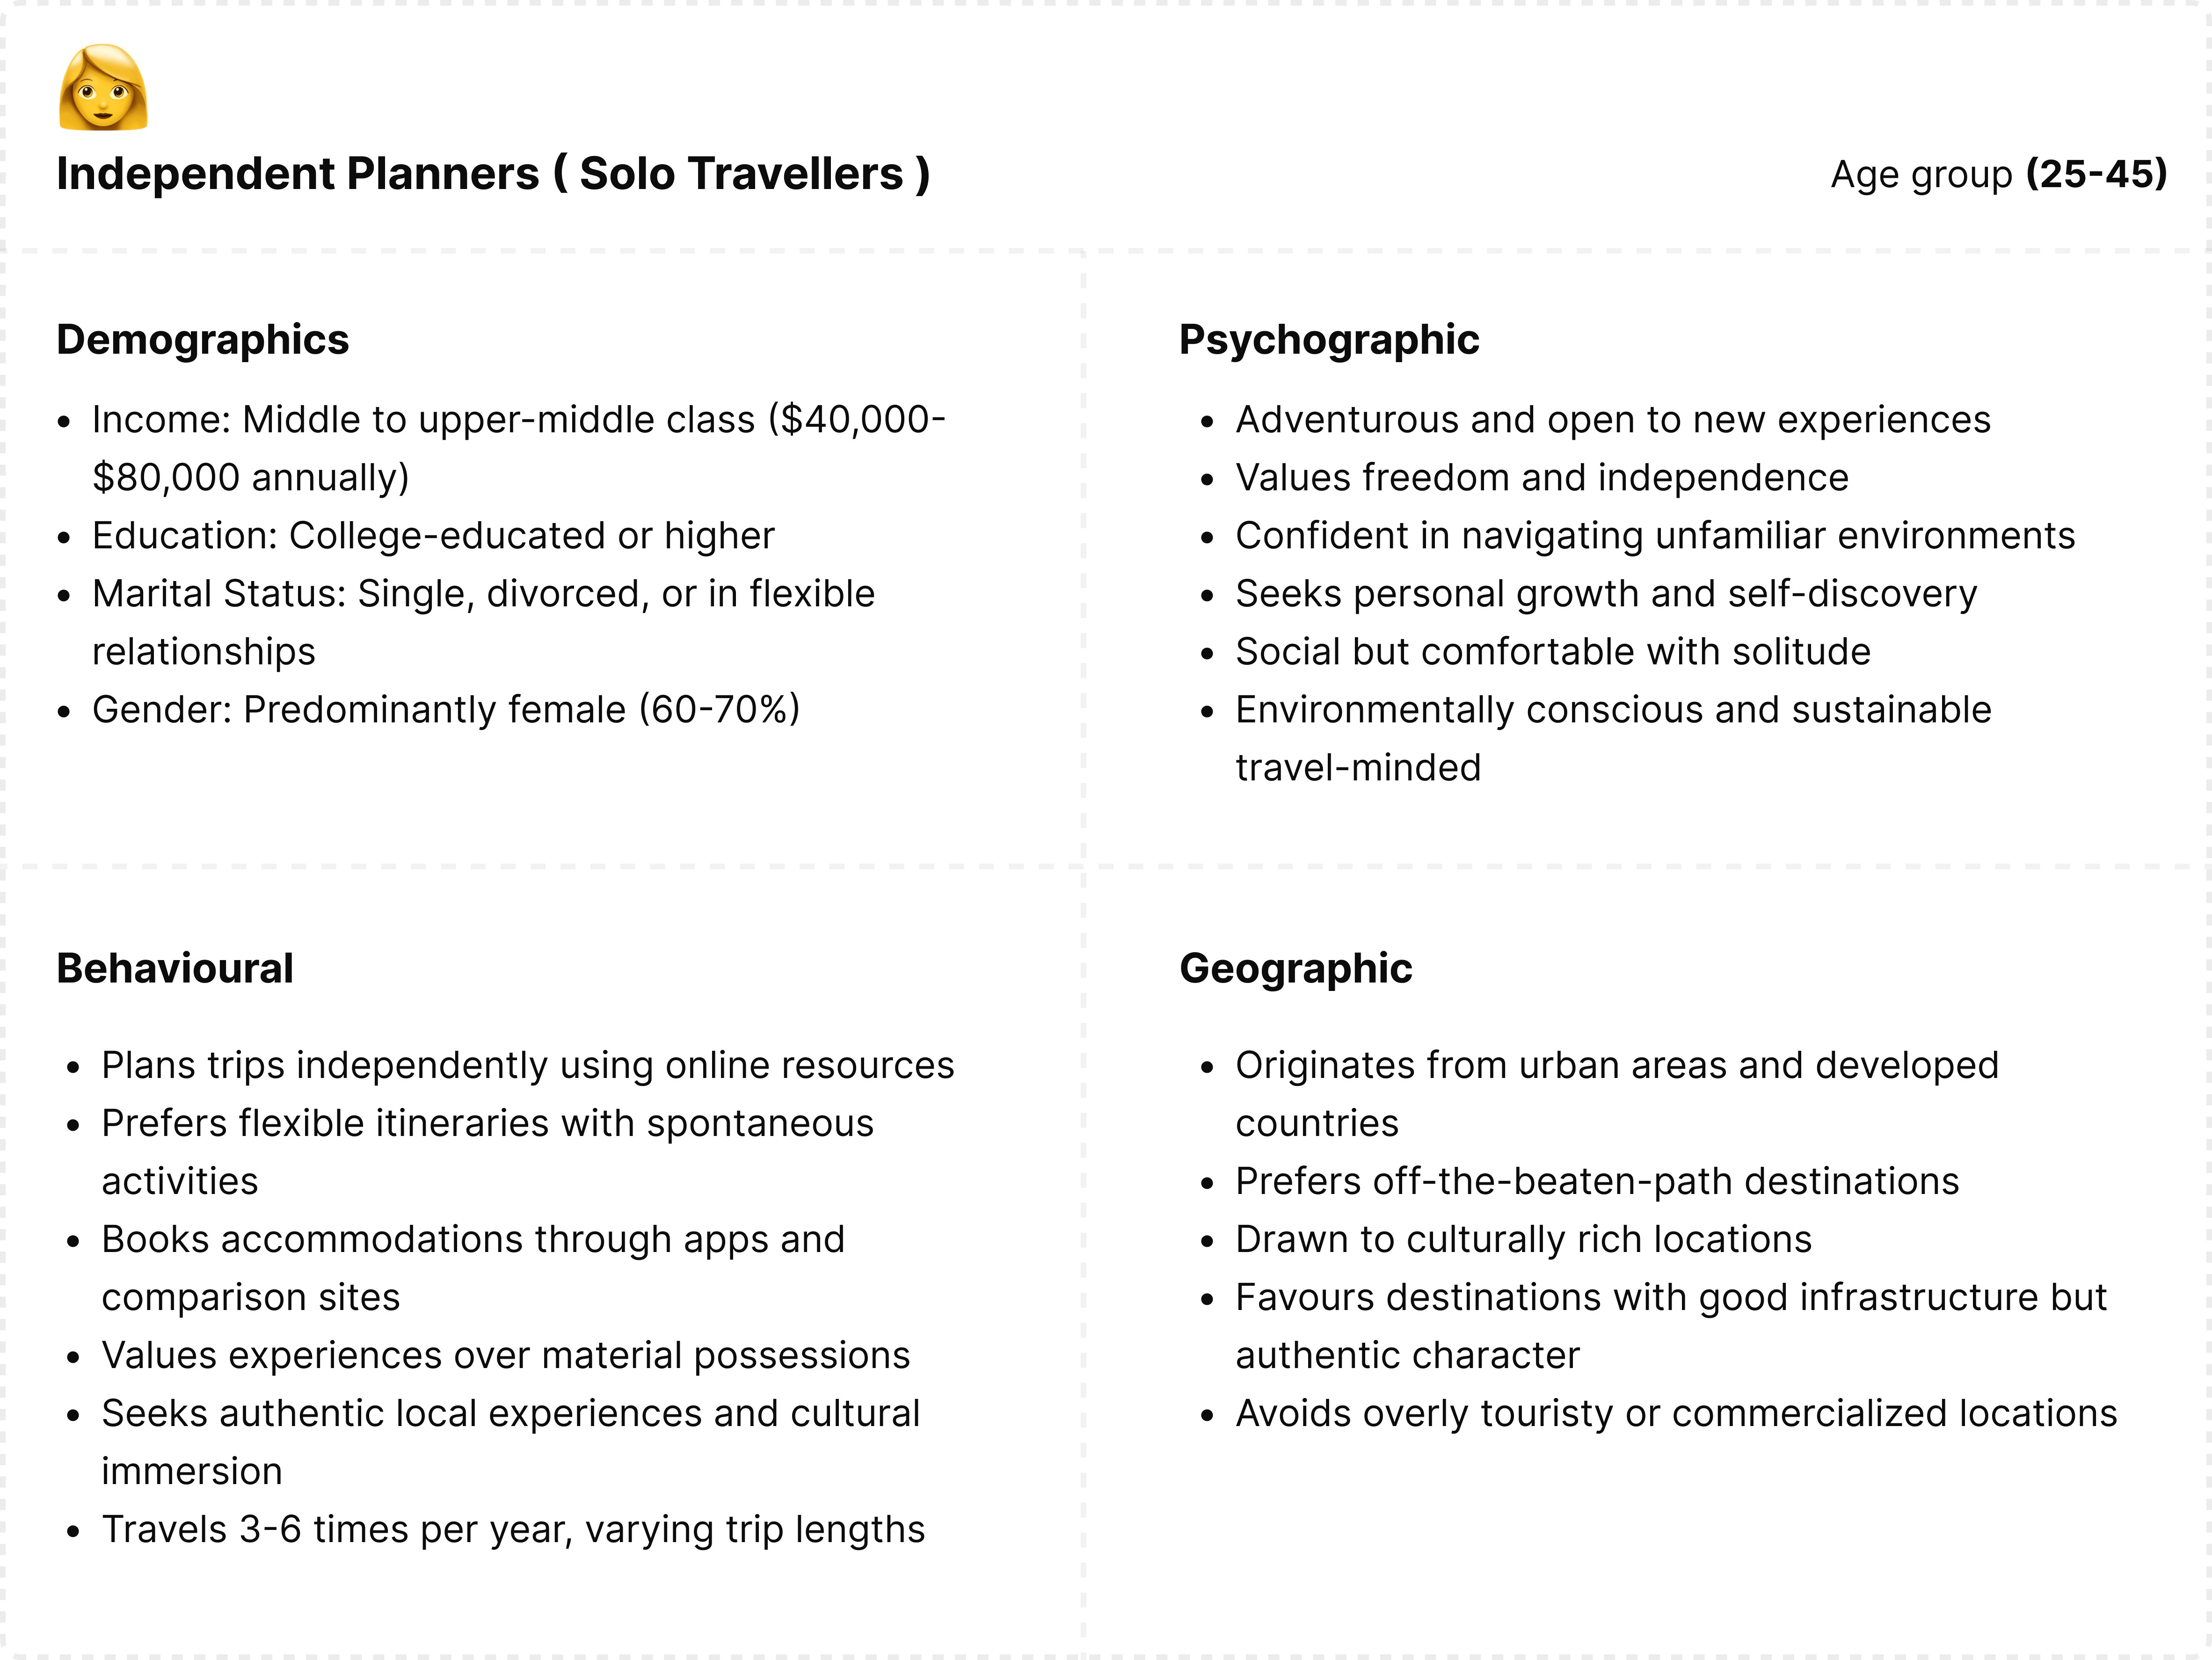 Independent Planners ( Solo Travellers )
Age group (25-45)
Demographics
• Income: Middle to upper-middle class ($40,000-
$80,000 annually)
• Education: College-educated or higher
• Marital Status: Single, divorced, or in flexible
relationships
• Gender: Predominantly female (60-70%)
Psychographic
• Adventurous and open to new experiences
• Values freedom and independence
• Confident in navigating unfamiliar environments
• Seeks personal growth and self-discovery
• Social but comfortable with solitude
• Environmentally conscious and sustainable
travel-minded
Behavioural
• Plans trips independently using online resources
• Prefers flexible itineraries with spontaneous
activities
• Books accommodations through apps and
comparison sites
• Values experiences over material possessions
• Seeks authentic local experiences and cultural
immersion
• Travels 3-6 times per year, varying trip lengths
Geographic
• Originates from urban areas and developed
countries
• Prefers off-the-beaten-path destinations
• Drawn to culturally rich locations
• Favours destinations with good infrastructure but
authentic character
• Avoids overly touristy or commercialized locations